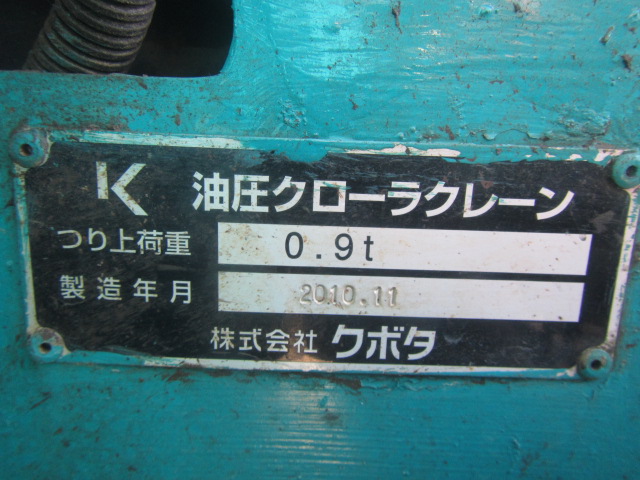 K 油圧クローラクレーン
つり上荷重 0.9t
製造年月 2010.11
株式会社 クボタ